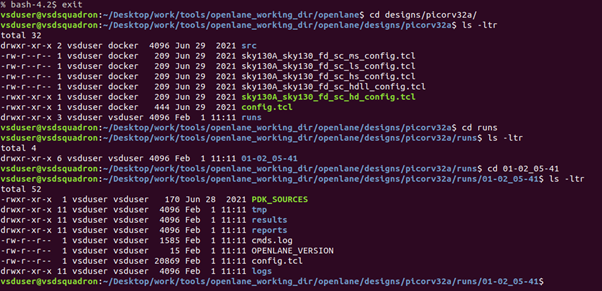 % bash-4.2$ exit
vsduser@vsdsquadron:~/Desktop/work/tools/openlane_working_dir/openlane$ cd designs/picorv32a/
vsduser@vsdsquadron:~/Desktop/work/tools/openlane_working_dir/openlane/designs/picorv32a$ ls -ltr
total 32
drwxr-xr-x 2 vsduser docker 4096 Jun 29 2021 src
-rw-r--r-- 1 vsduser docker 209 Jun 29 2021 sky130A_sky130_fd_sc_ms_config.tcl
-rw-r--r-- 1 vsduser docker 209 Jun 29 2021 sky130A_sky130_fd_sc_ls_config.tcl
-rw-r--r-- 1 vsduser docker 209 Jun 29 2021 sky130A_sky130_fd_sc_hs_config.tcl
-rw-r--r-- 1 vsduser docker 209 Jun 29 2021 sky130A_sky130_fd_sc_hdll_config.tcl
-rwxr-xr-x 1 vsduser docker 209 Jun 29 2021 sky130A_sky130_fd_sc_hd_config.tcl
-rwxr-xr-x 1 vsduser docker 444 Jun 29 2021 config.tcl
drwxr-xr-x 3 vsduser vsduser 4096 Feb 1 11:11 runs
vsduser@vsdsquadron:~/Desktop/work/tools/openlane_working_dir/openlane/designs/picorv32a$ cd runs
vsduser@vsdsquadron:~/Desktop/work/tools/openlane_working_dir/openlane/designs/picorv32a/runs$ ls -ltr
total 4
drwxr-xr-x 6 vsduser vsduser 4096 Feb 1 11:11 01-02_05-41
vsduser@vsdsquadron:~/Desktop/work/tools/openlane_working_dir/openlane/designs/picorv32a/runs$ cd 01-02_05-41
vsduser@vsdsquadron:~/Desktop/work/tools/openlane_working_dir/openlane/designs/picorv32a/runs/01-02_05-41$ ls -ltr
total 52
-rwxr-xr-x 1 vsduser vsduser 170 Jun 28 2021 PDK_SOURCES
drwxr-xr-x 11 vsduser vsduser 4096 Feb 1 11:11 tmp
drwxr-xr-x 11 vsduser vsduser 4096 Feb 1 11:11 results
drwxr-xr-x 11 vsduser vsduser 4096 Feb 1 11:11 reports
-rw-r--r-- 1 vsduser vsduser 1585 Feb 1 11:11 cmds.log
-rw-r--r-- 1 vsduser vsduser 15 Feb 1 11:11 OPENLANE_VERSION
-rw-r--r-- 1 vsduser vsduser 20869 Feb 1 11:11 config.tcl
drwxr-xr-x 11 vsduser vsduser 4096 Feb 1 11:11 logs
vsduser@vsdsquadron:~/Desktop/work/tools/openlane_working_dir/openlane/designs/picorv32a/runs/01-02_05-41$